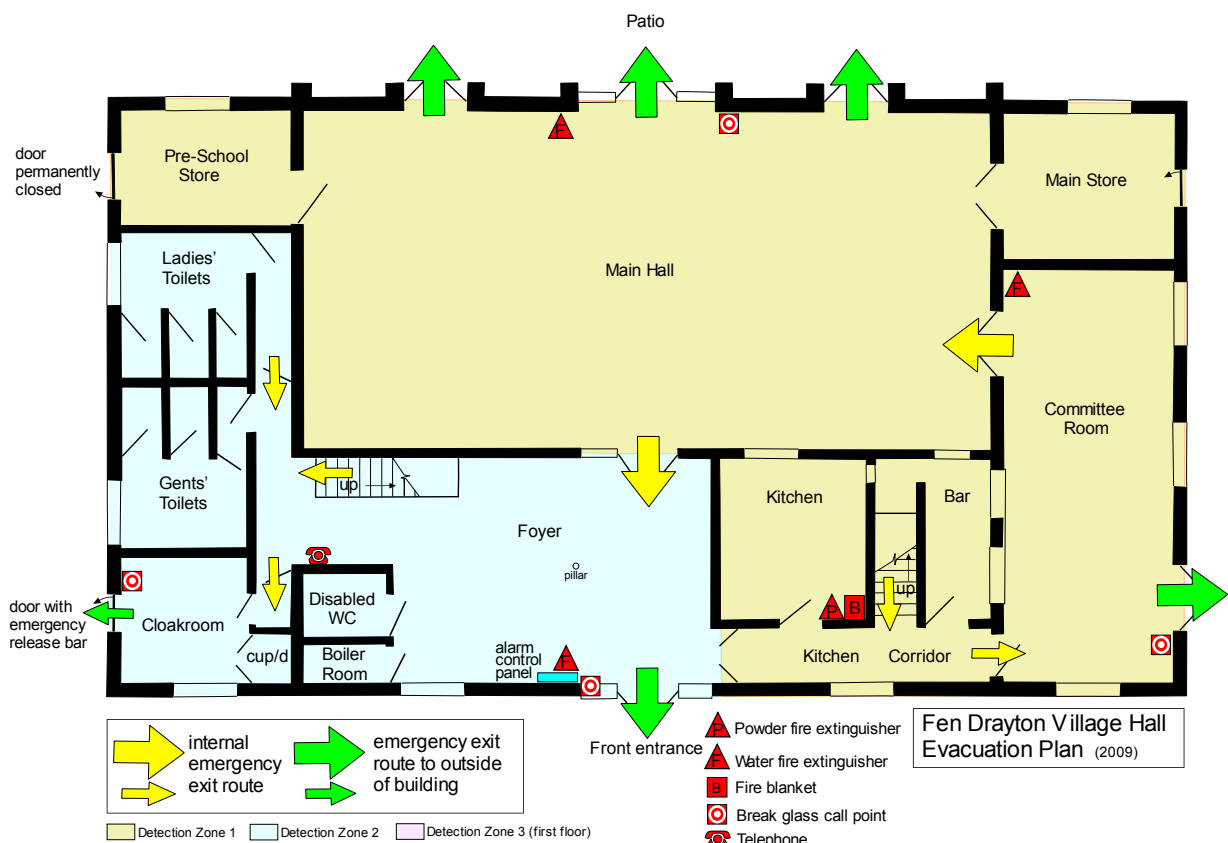 Patio
door
permanently
closed
Pre-School
Store
Main Store
Ladies'
Toilets
Main Hall
Committee
Room
Gents'
Toilets
up
Kitchen
Bar
Foyer
pillar
up
door with
emergency
release bar
Cloakroom
Disabled
WC
cup/d
Boiler
Room
alarm
control
panel
Kitchen Corridor
F
F
P
B
F
Front entrance
internal
emergency
exit route
emergency exit
route to outside
of building
P Powder fire extinguisher
F Water fire extinguisher
B Fire blanket
Break glass call point
Telephone
Fen Drayton Village Hall
Evacuation Plan (2009)
Detection Zone 1
Detection Zone 2
Detection Zone 3 (first floor)